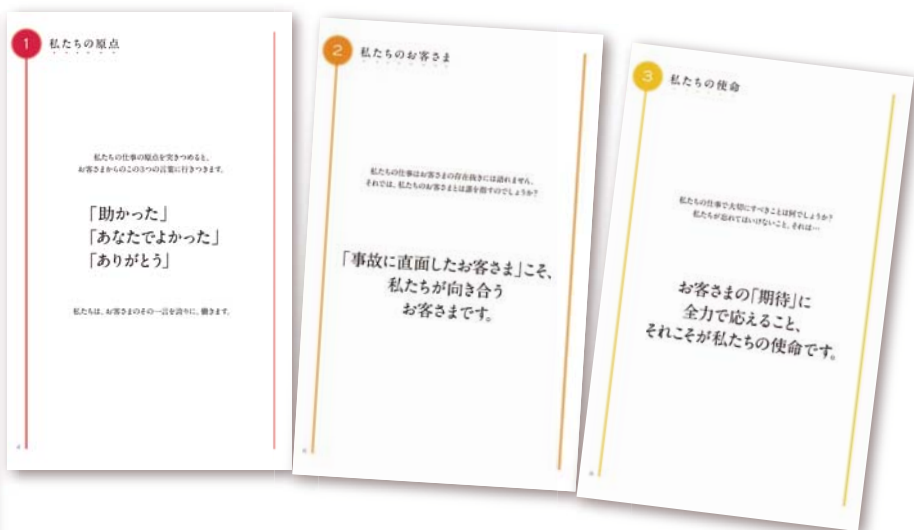 1
私たちの原点
私たちの仕事の原点を突きつめると、
お客さまからのこの3つの言葉に行きつきます。
「助かった」
「あなたでよかった」
「ありがとう」
私たちは、お客さまのその一言を誇りに、働きます。
2
私たちのお客さま
私たちの仕事はお客さまの存在抜きには語れません。
それでは、私たちのお客さまとは誰を指すのでしょうか?
「事故に直面したお客さま」こそ、
私たちが向き合う
お客さまです。
3
私たちの使命
私たちの仕事で大切にすべきことは何でしょうか?
私たちが忘れてはいけないこと、それは…
お客さまの「期待」に
全力で応えること、
それこそが私たちの使命です。